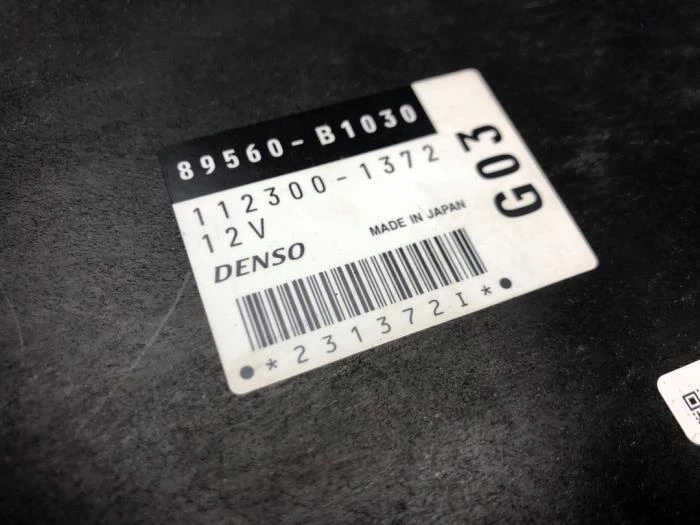 89560-B1030
112300-1372
12V
G03
DENSO
MADE IN JAPAN
*231372I*